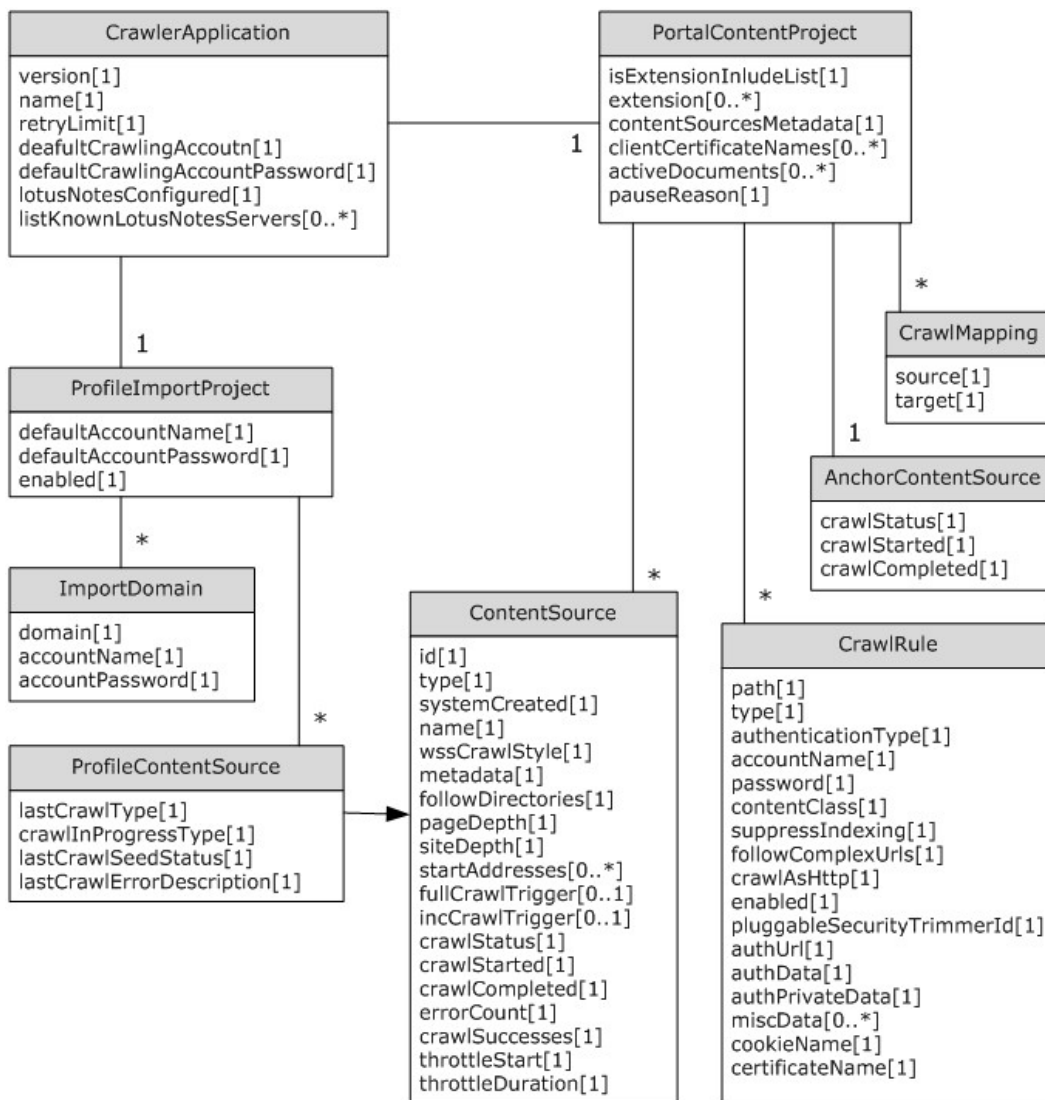 CrawlerApplication
version[1]
name[1]
retryLimit[1]
deafultCrawlingAccoutn[1]
defaultCrawlingAccountPassword[1]
lotusNotesConfigured[1]
listKnownLotusNotesServers[0..*]
PortalContentProject
isExtensionInludeList[1]
extension[0..*]
contentSourcesMetadata[1]
clientCertificateNames[0..*]
activeDocuments[0..*]
pauseReason[1]
1
1
*
CrawlMapping
source[1]
target[1]
ProfileImportProject
defaultAccountName[1]
defaultAccountPassword[1]
enabled[1]
1
AnchorContentSource
crawlStatus[1]
crawlStarted[1]
crawlCompleted[1]
*
ImportDomain
domain[1]
accountName[1]
accountPassword[1]
*
ProfileContentSource
lastCrawlType[1]
crawlInProgressType[1]
lastCrawlSeedStatus[1]
lastCrawlErrorDescription[1]
*
ContentSource
id[1]
type[1]
systemCreated[1]
name[1]
wssCrawlStyle[1]
metadata[1]
followDirectories[1]
pageDepth[1]
siteDepth[1]
startAddresses[0..*]
fullCrawlTrigger[0..1]
incCrawlTrigger[0..1]
crawlStatus[1]
crawlStarted[1]
crawlCompleted[1]
errorCount[1]
crawlSuccesses[1]
throttleStart[1]
throttleDuration[1]
*
CrawlRule
path[1]
type[1]
authenticationType[1]
accountName[1]
password[1]
contentClass[1]
suppressIndexing[1]
followComplexUrls[1]
crawlAsHttp[1]
enabled[1]
pluggableSecurityTrimmerId[1]
authUrl[1]
authData[1]
authPrivateData[1]
miscData[0..*]
cookieName[1]
certificateName[1]